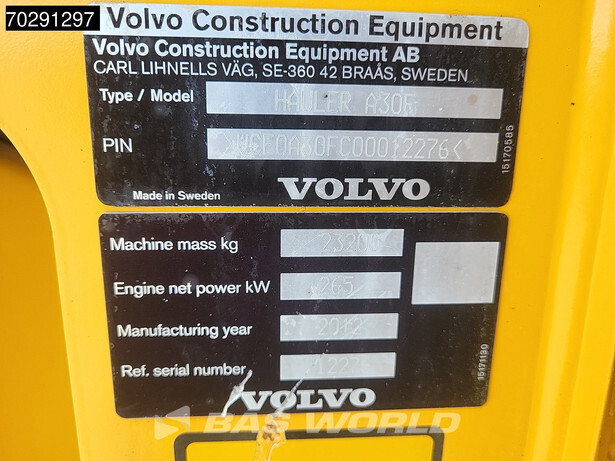 70291297
Volvo Construction Equipment
Volvo Construction Equipment AB
CARL LIHNELLS VÄG, SE-360 42 BRAÅS, SWEDEN
Type / Model HAULER A30F
PIN
15170585
Made in Sweden VOLVO
Machine mass kg
Engine net power kW 265
Manufacturing year 2012
Ref. serial number
15171130
VOLVO
BAS WORLD